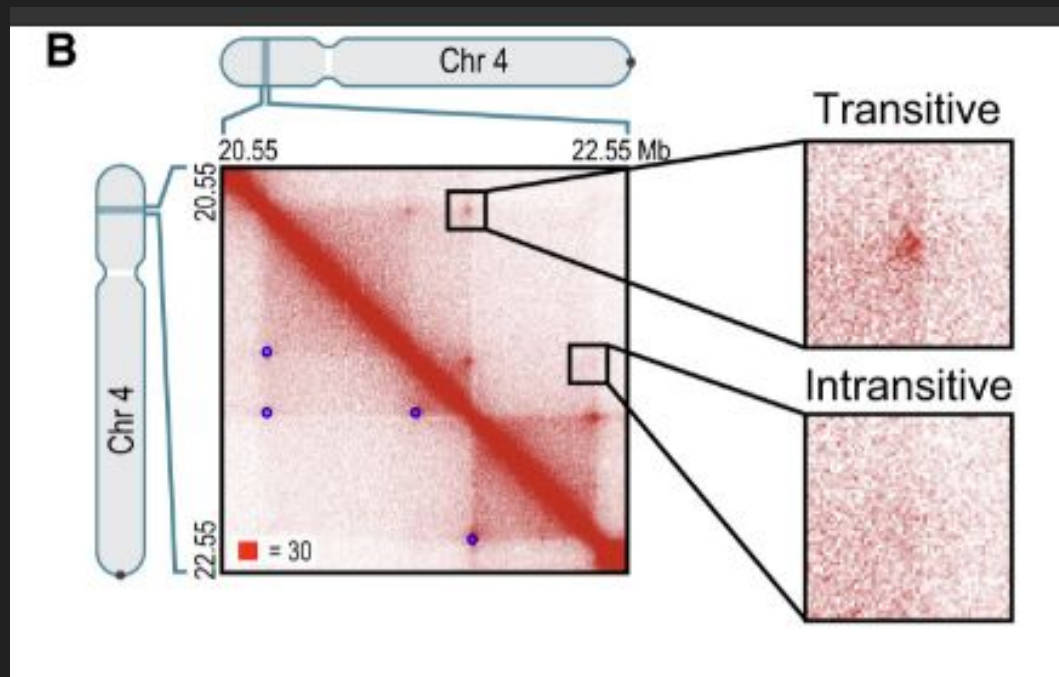 B
Chr 4
20.55
22.55 Mb
Transitive
20.55
Chr 4
22.55
= 30
Intransitive